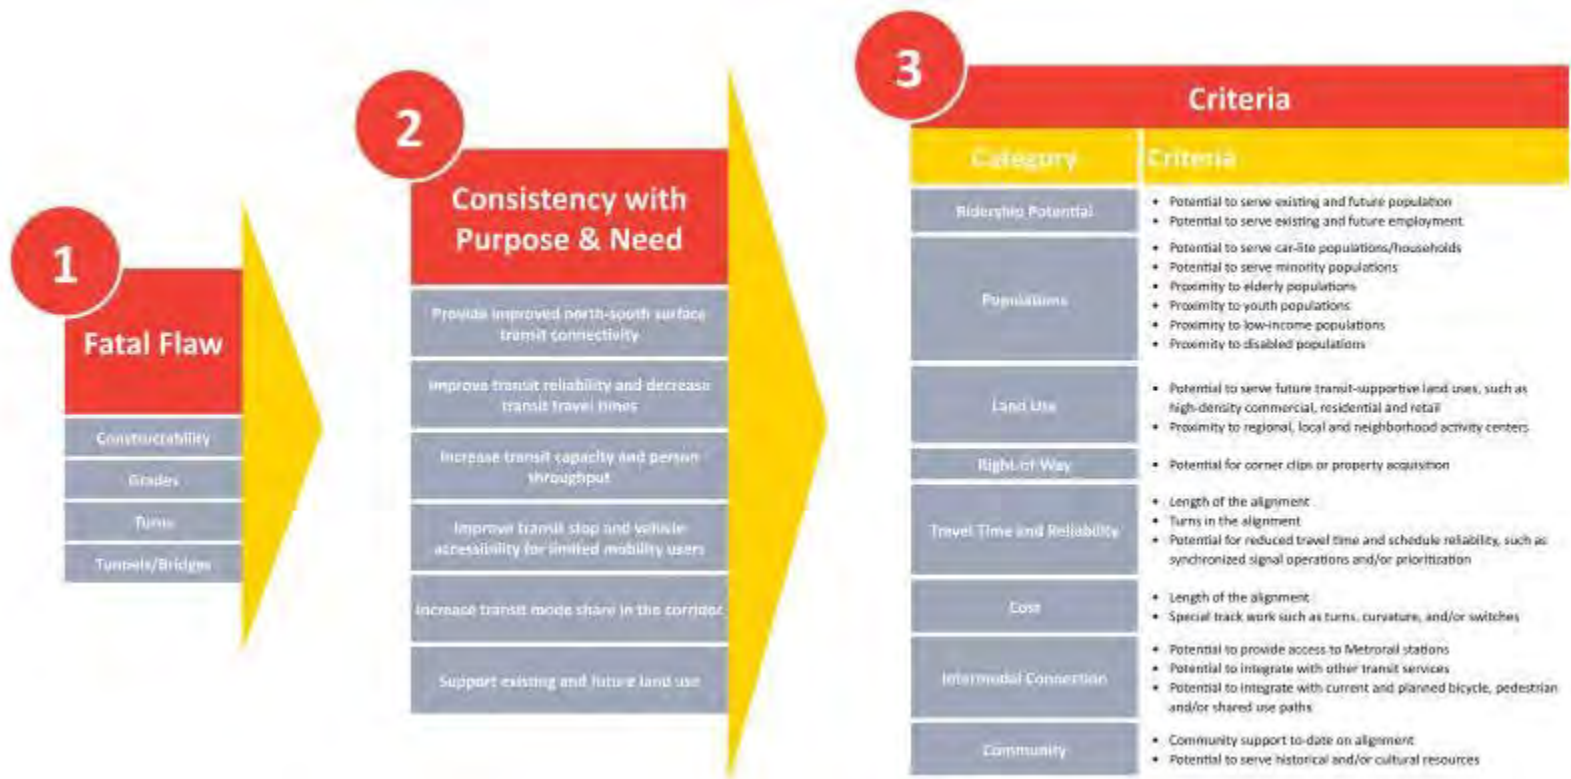 1
Fatal Flaw
Constructability
Grades
Turns
Tunnels/Bridges
2
Consistency with
Purpose & Need
Provide improved north-south surface
transit connectivity
Improve transit reliability and decrease
transit travel times
Increase transit capacity and person
throughput
Improve transit stop and vehicle
accessibility for limited mobility users
Increase transit mode share in the corridor
Support existing and future land use
3
Criteria
Category
Criteria
Ridership Potential
• Potential to serve existing and future population
• Potential to serve existing and future employment
Populations
• Potential to serve car-lite populations/households
• Potential to serve minority populations
• Proximity to elderly populations
• Proximity to youth populations
• Proximity to low-income populations
• Proximity to disabled populations
Land Use
• Potential to serve future transit-supportive land uses, such as
high-density commercial, residential and retail
• Proximity to regional, local and neighborhood activity centers
Right-of-Way
• Potential for corner clips or property acquisition
Travel Time and Reliability
• Length of the alignment
• Turns in the alignment
• Potential for reduced travel time and schedule reliability, such as
synchronized signal operations and/or prioritization
Cost
• Length of the alignment
• Special track work such as turns, curvature, and/or switches
Intermodal Connection
• Potential to provide access to Metrorail stations
• Potential to integrate with other transit services
• Potential to integrate with current and planned bicycle, pedestrian
and/or shared use paths
Community
• Community support to-date on alignment
• Potential to serve historical and/or cultural resources